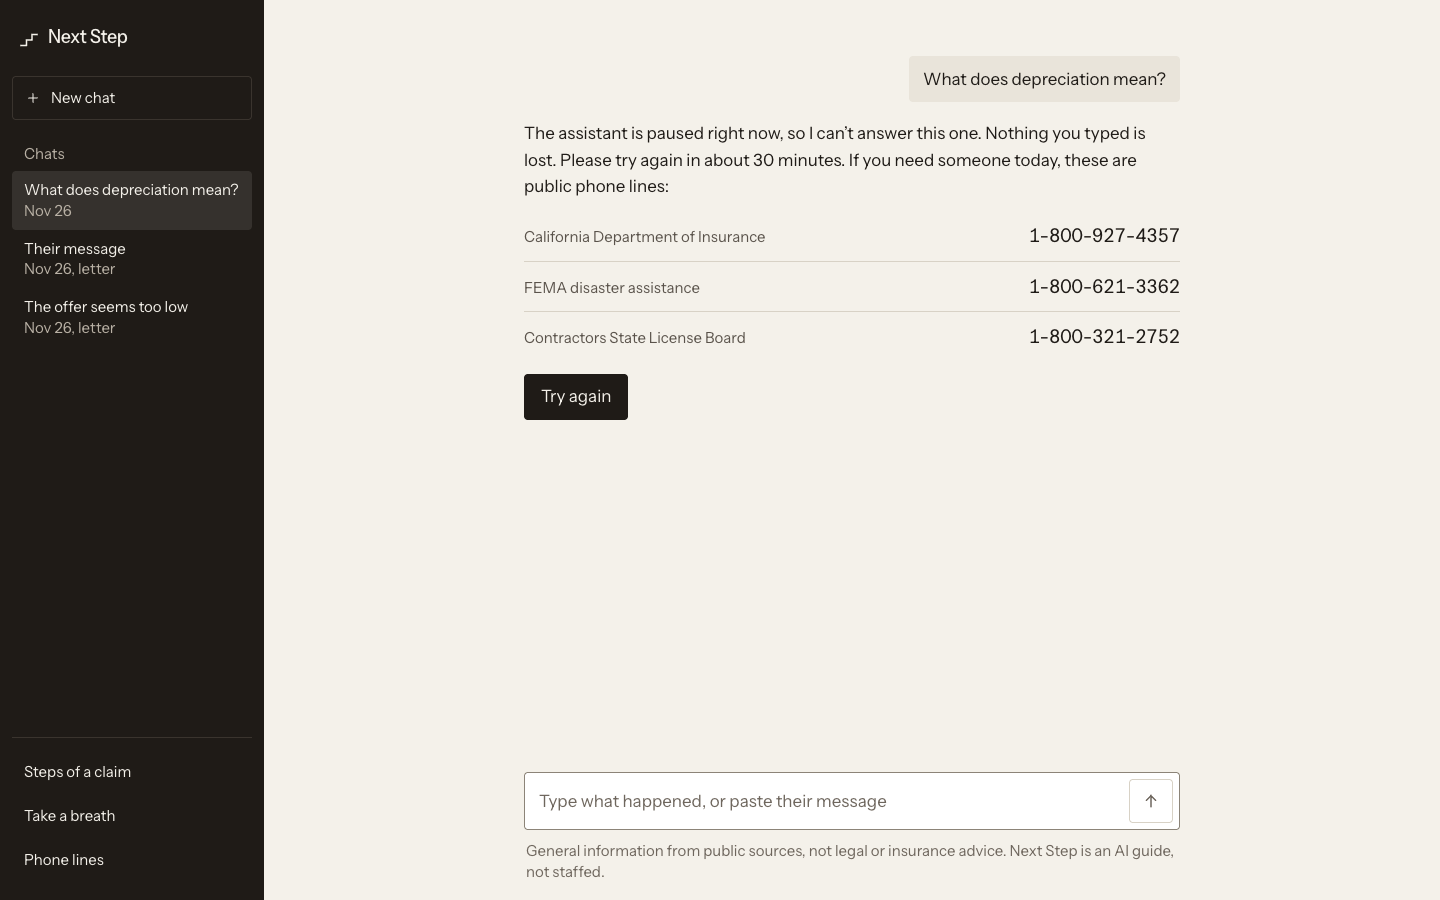 Next Step
New chat
Chats
What does depreciation mean?
Nov 26
Their message
Nov 26, letter
The offer seems too low
Nov 26, letter
Steps of a claim
Take a breath
Phone lines
What does depreciation mean?
The assistant is paused right now, so I can’t answer this one. Nothing you typed is
lost. Please try again in about 30 minutes. If you need someone today, these are
public phone lines:
California Department of Insurance 1-800-927-4357
FEMA disaster assistance 1-800-621-3362
Contractors State License Board 1-800-321-2752
Try again
Type what happened, or paste their message
General information from public sources, not legal or insurance advice. Next Step is an AI guide,
not staffed.